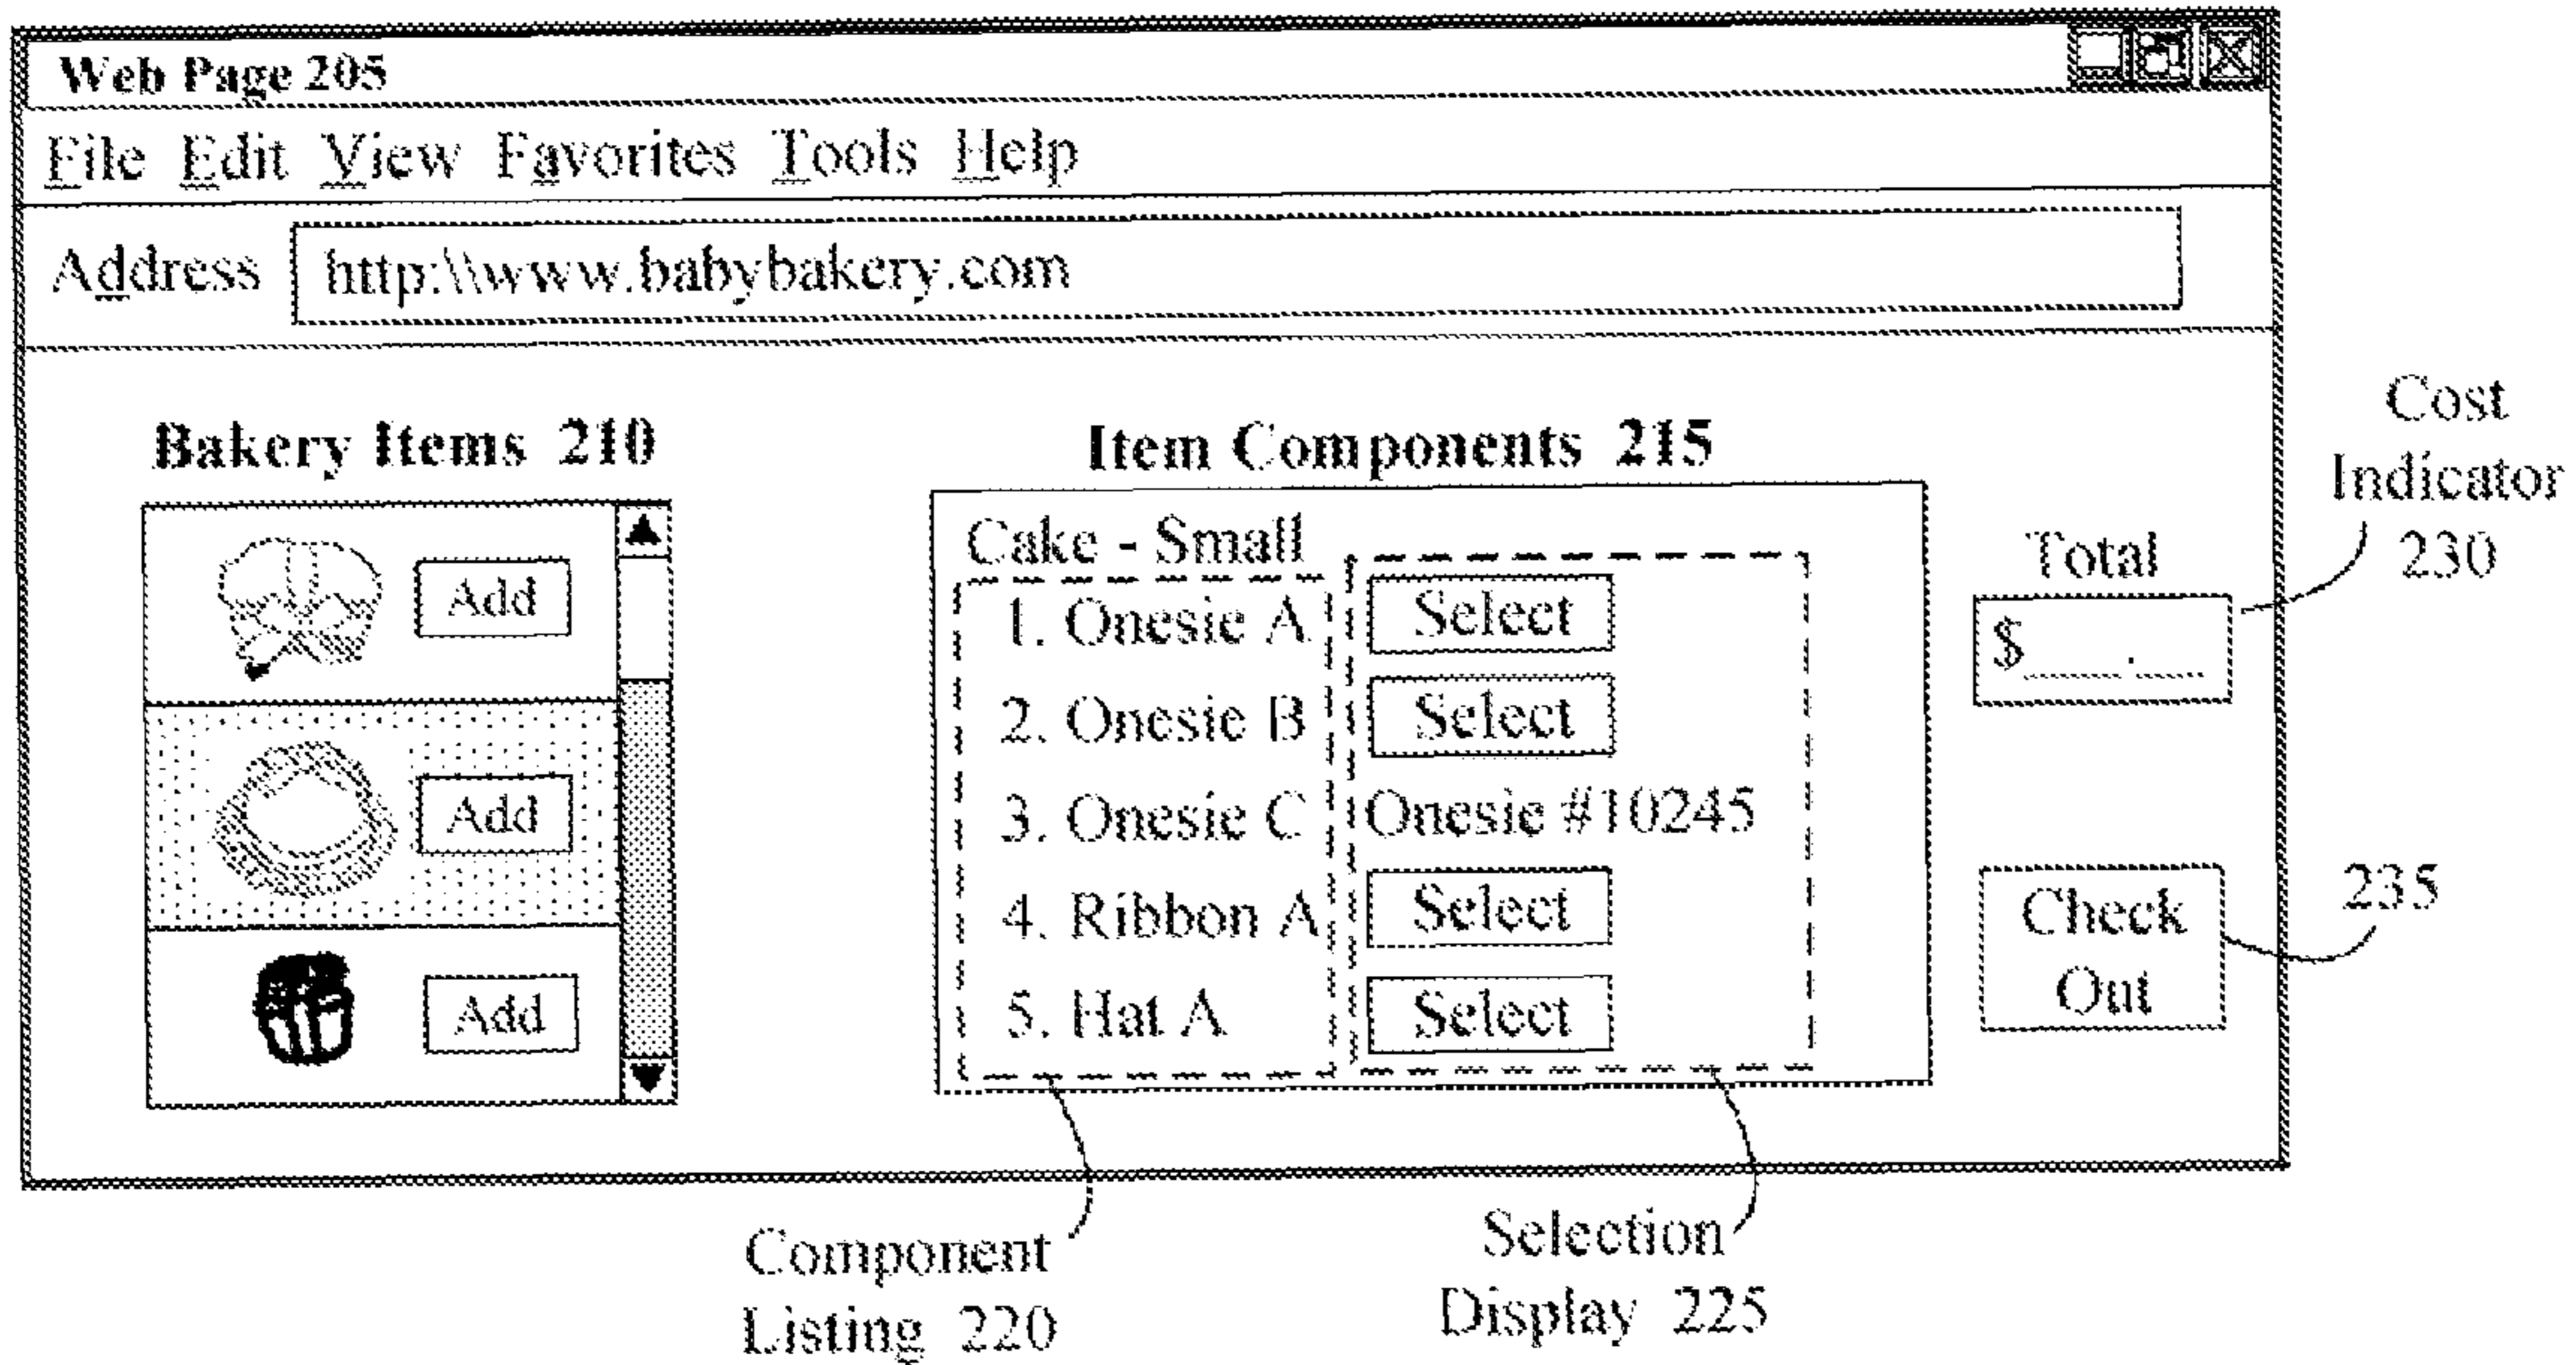 Web Page 205
File Edit View Favorites Tools Help
Address http:\\www.babybakery.com
Bakery Items 210
Add
Add
Add
Item Components 215
Cake - Small
1. Onesie A Select
2. Onesie B Select
3. Onesie C Onesie #10245
4. Ribbon A Select
5. Hat A Select
Total
$___.___
Check
Out
Cost
Indicator
230
235
Component
Listing 220
Selection
Display 225